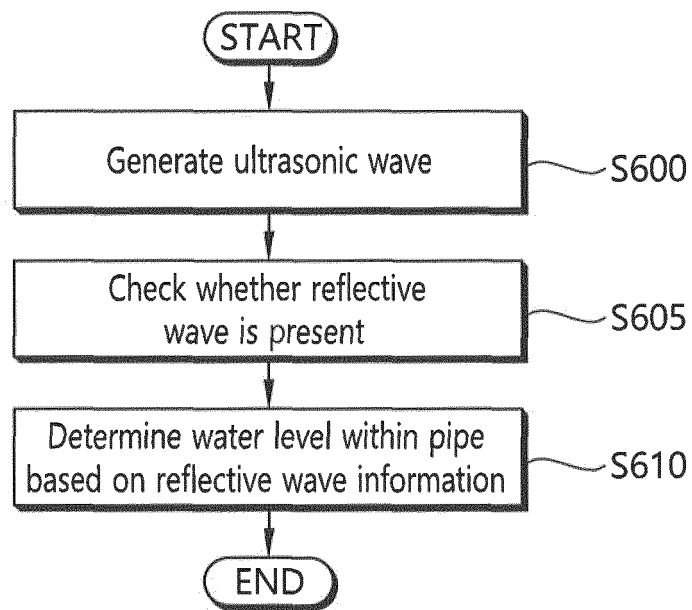 START
Generate ultrasonic wave
S600
Check whether reflective
wave is present
S605
Determine water level within pipe
based on reflective wave information
S610
END